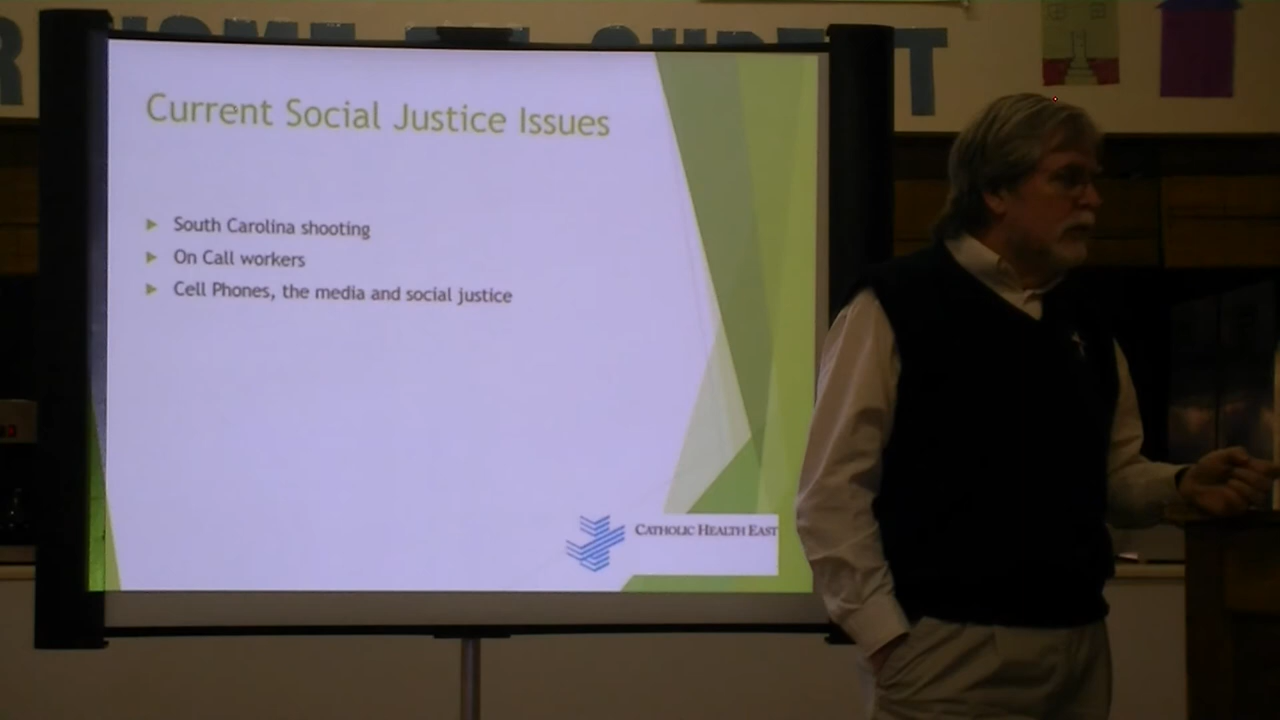 Current Social Justice Issues
South Carolina shooting
On Call workers
Cell Phones, the media and social justice
CATHOLIC HEALTH EAST